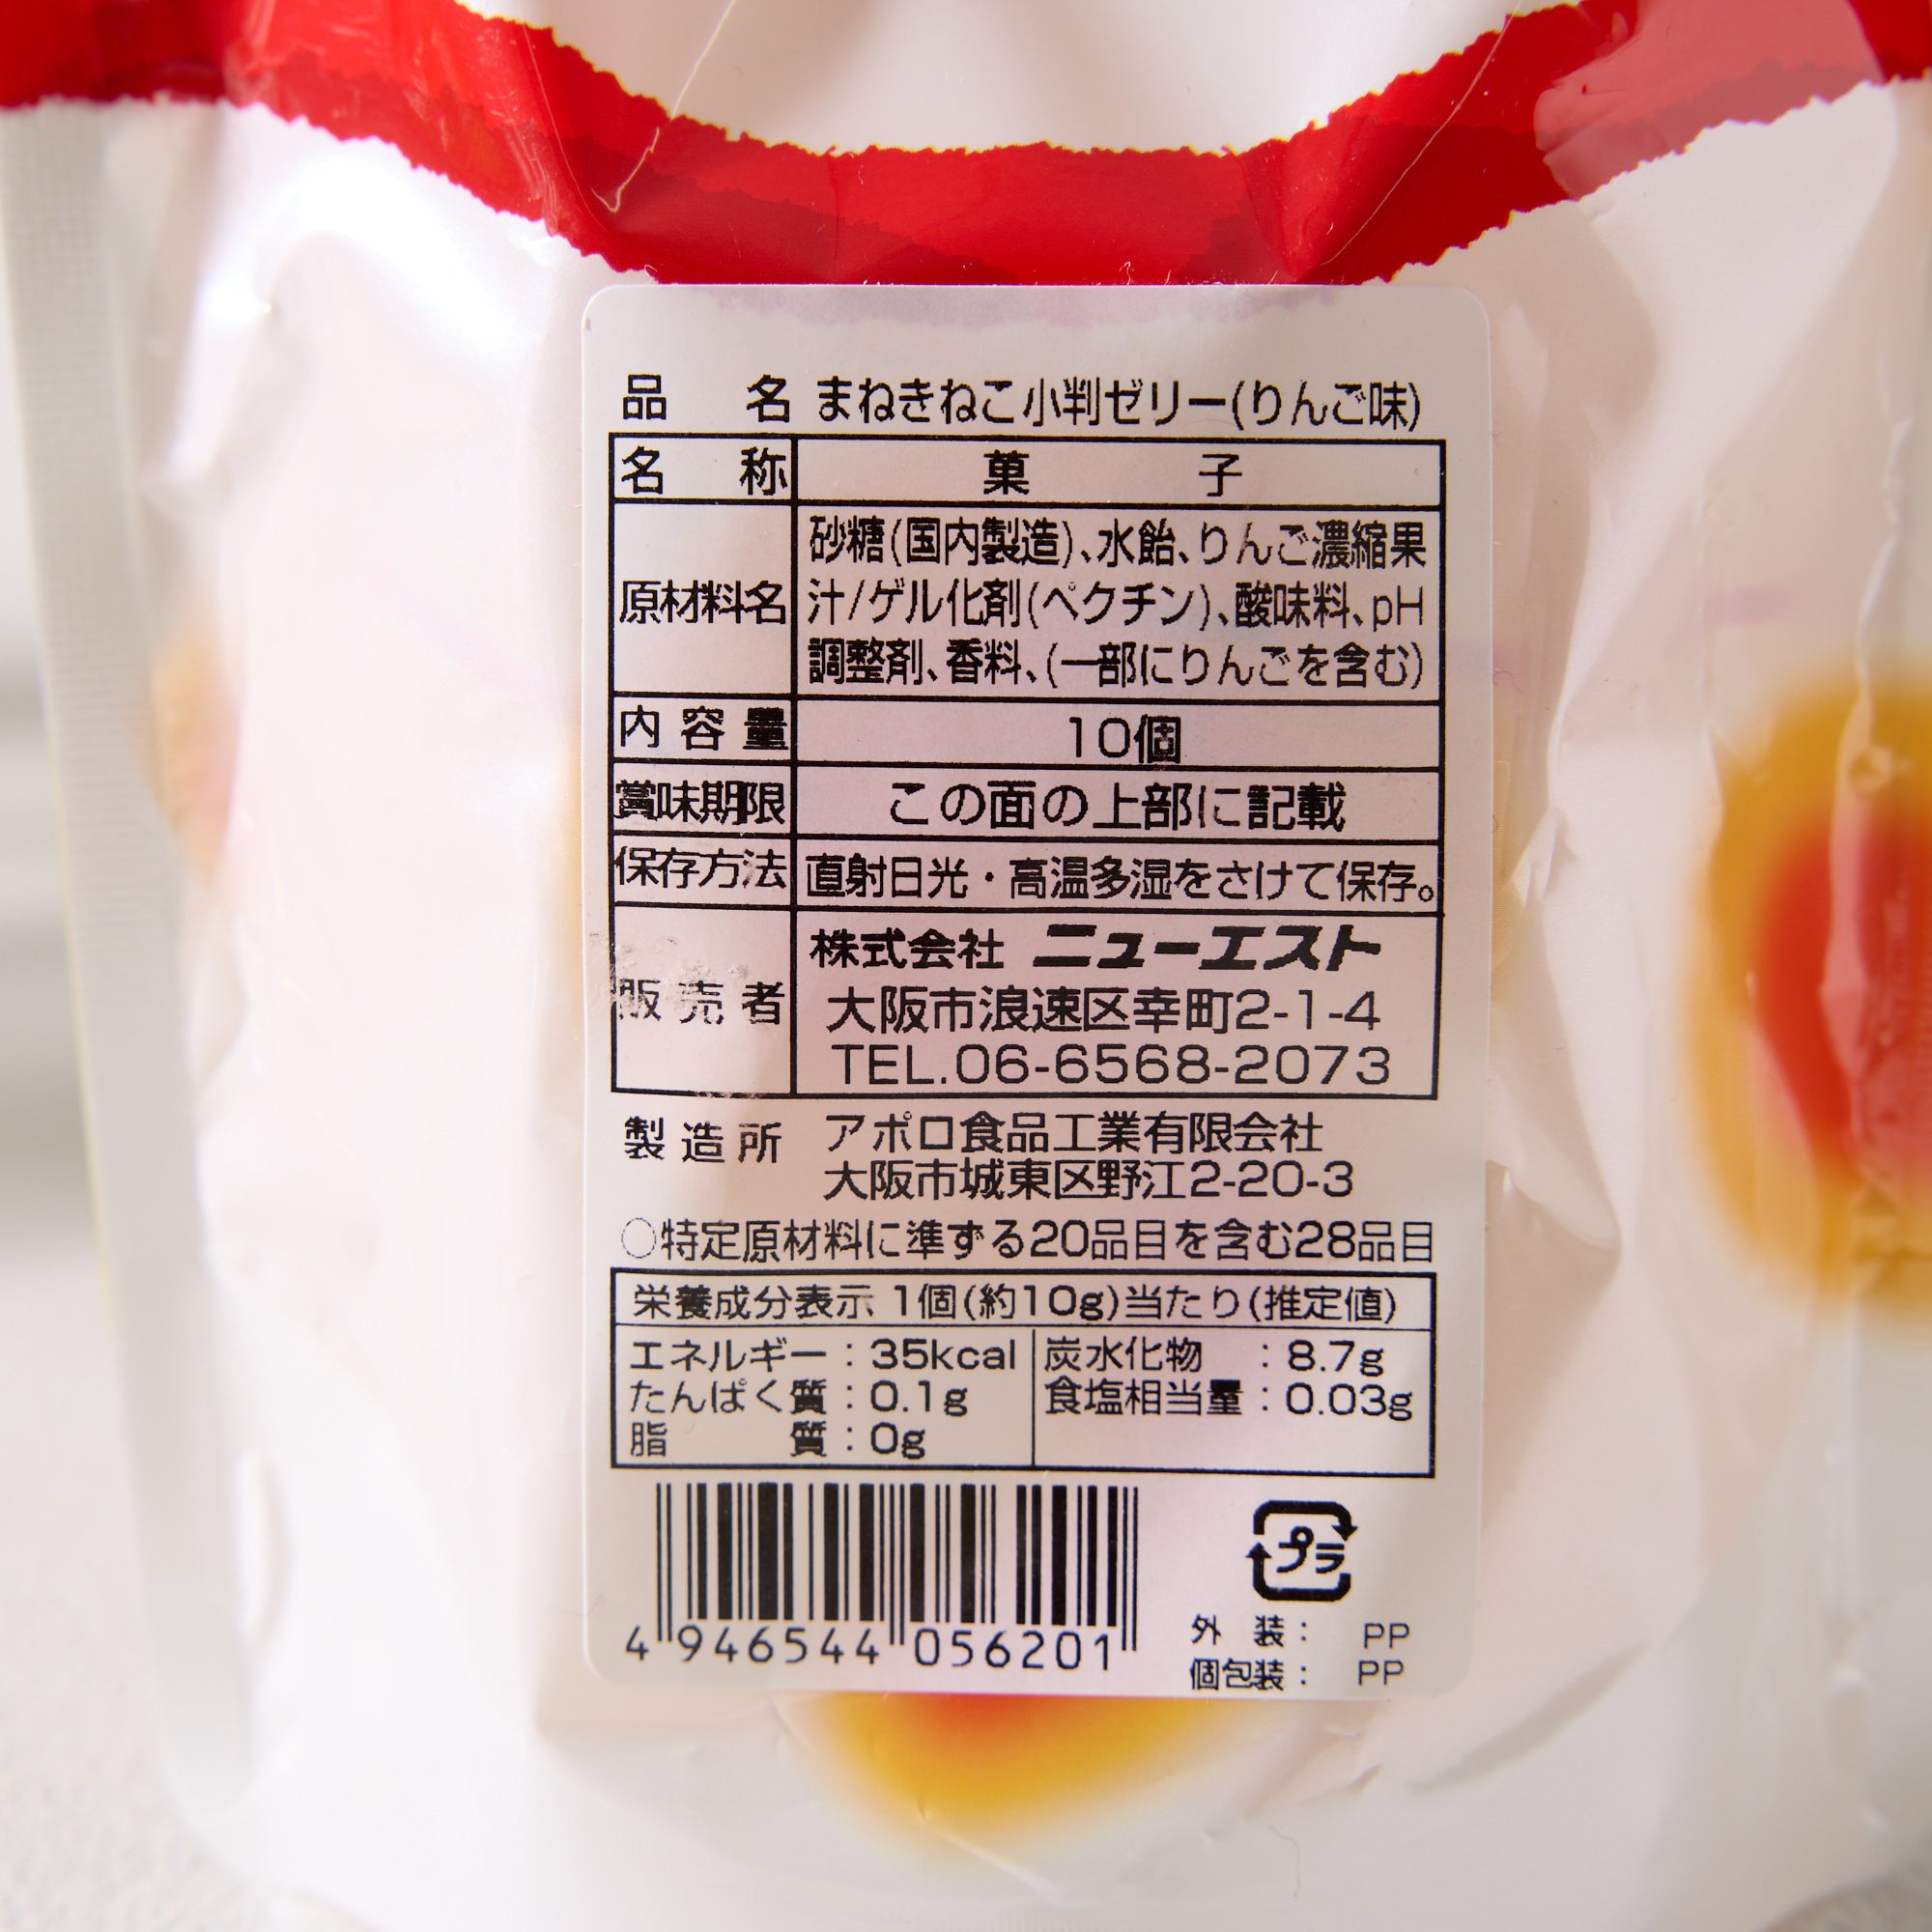 品名 まねきねこ小判ゼリー(りんご味)
名称 菓子
原材料名 砂糖(国内製造)、水飴、りんご濃縮果
汁/ゲル化剤(ペクチン)、酸味料、pH
調整剤、香料、(一部にりんごを含む)
内容量 10個
賞味期限 この面の上部に記載
保存方法 直射日光・高温多湿をさけて保存。
販売者 株式会社 ニューエスト
大阪市浪速区幸町2-1-4
TEL.06-6568-2073
製造所 アポロ食品工業有限会社
大阪市城東区野江2-20-3
○特定原材料に準ずる20品目を含む28品目
栄養成分表示 1個(約10g)当たり(推定値)
エネルギー:35kcal 炭水化物:8.7g
たんぱく質:0.1g 食塩相当量:0.03g
脂質:0g
プラ
4 946544 056201
外装: PP
個包装: PP